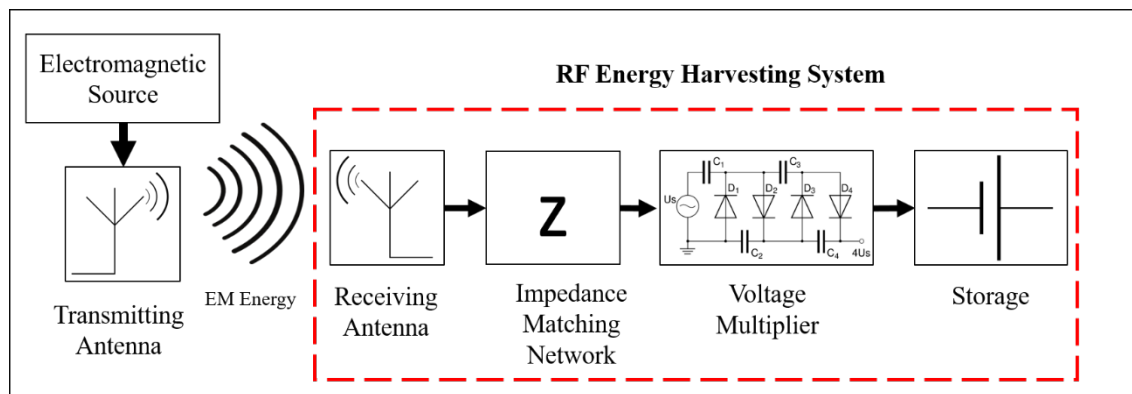 Electromagnetic
Source
RF Energy Harvesting System
Transmitting
Antenna
EM Energy
Receiving
Antenna
Z
Impedance
Matching
Network
C1
C3
Us
D1
D2
D3
D4
C2
C4
4Us
Voltage
Multiplier
Storage